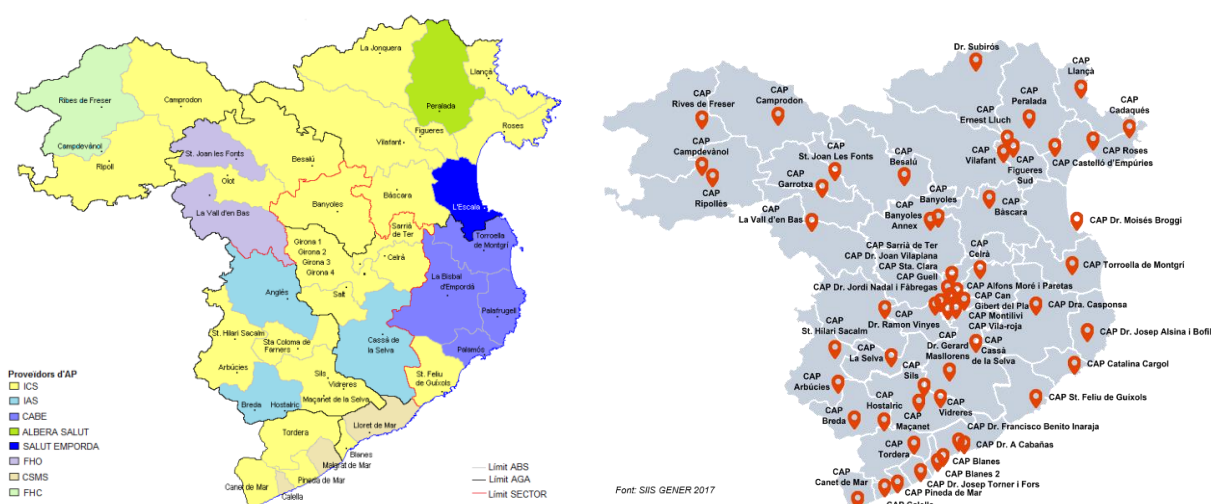 La Jonquera
Llançà
Ribes de Freser
Camprodon
Peralada
Roses
Figueres
Vilafant
Campdevànol
Ripoll
St. Joan les Fonts
Besalú
Olot
Bàscara
L'Escala
La Vall d'en Bas
Banyoles
Sarrià
de Ter
Torroella de
Montgrí
Girona 1
Girona 2
Girona 3
Girona 4
Celrà
La Bisbal
d'Empordà
Anglès
Salt
Palafrugell
St. Hilari Sacalm
Sta Coloma de
Farners
Cassà de
la Selva
Palamós
Arbúcies
Sils
Vidreres
Maçanet de la Selva
St. Feliu
de Guíxols
Breda
Hostalric
Lloret de Mar
Tordera
Blanes
Malgrat de Mar
Pineda de Mar
Canet de Mar
Calella
Proveïdors d'AP
ICS
IAS
CABE
ALBERA SALUT
SALUT EMPORDA
FHO
CSMS
FHC
Límit ABS
Límit AGA
Límit SECTOR
Dr. Subirós
CAP
Llançà
CAP
Rives de Freser
CAP
Camprodon
CAP
Peralada
CAP
Cadaqués
CAP
Ernest Lluch
CAP Roses
CAP
Campdevànol
CAP
St. Joan Les Fonts
CAP
Besalú
CAP
Vilafant
CAP
Figueres
Sud
CAP Castelló d'Empúries
CAP
Garrotxa
CAP
Ripollès
CAP
Banyoles
CAP
La Vall d'en Bas
CAP
Banyoles
Annex
CAP
Bàscara
CAP Dr. Moisés Broggi
CAP Sarrià de Ter
CAP Dr. Joan Vilaplana
CAP Sta. Clara
CAP Guell
CAP Dr. Jordi Nadal i Fàbregas
CAP
Celrà
CAP Torroella de Montgrí
CAP Alfons Moré i Paretas
CAP Can
Gibert del Pla
CAP Montilivi
CAP Vila-roja
CAP Dra. Casponsa
CAP
Dr. Ramon Vinyes
CAP
St. Hilari Sacalm
CAP
Dr. Gerard
Masllorens
CAP
Cassà
de la Selva
CAP Dr. Josep Alsina i Bofill
CAP
La Selva
CAP Catalina Cargol
CAP
Arbúcies
CAP
Sils
CAP
Hostalric
CAP
Vidreres
CAP St. Feliu de Guíxols
CAP
Breda
CAP
Maçanet
CAP Dr. Francisco Benito Inaraja
CAP Dr. A Cabañas
CAP
Tordera
CAP Blanes
CAP Blanes 2
CAP Dr. Josep Torner i Fors
CAP
Canet de Mar
CAP Pineda de Mar
Font: SIIS GENER 2017